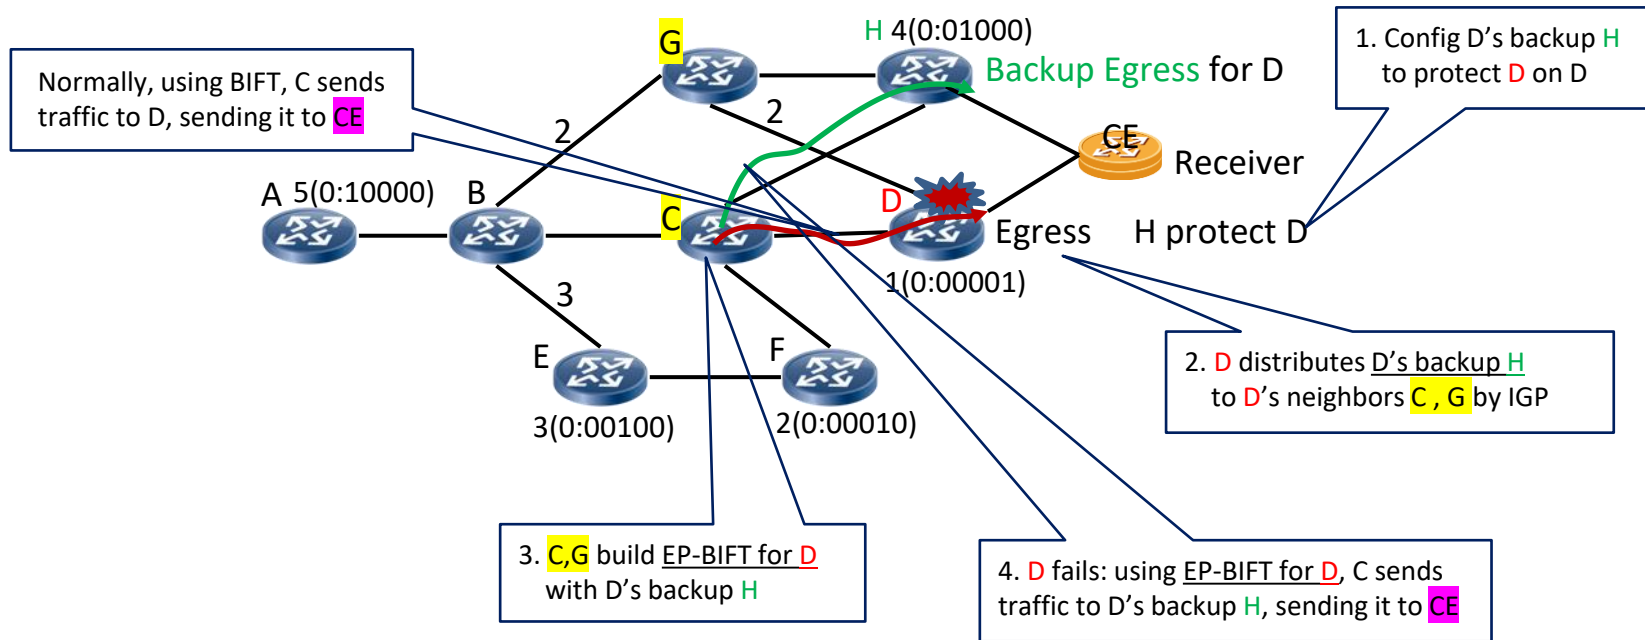 G
H 4(0:01000)
Backup Egress for D
1. Config D’s backup H
to protect D on D
Normally, using BIFT, C sends
traffic to D, sending it to CE
2
2
CE
Receiver
A 5(0:10000)
B
C
D
Egress
H protect D
1(0:00001)
3
E
F
3(0:00100)
2(0:00010)
2. D distributes D’s backup H
to D’s neighbors C , G by IGP
3. C,G build EP-BIFT for D
with D’s backup H
4. D fails: using EP-BIFT for D, C sends
traffic to D’s backup H, sending it to CE